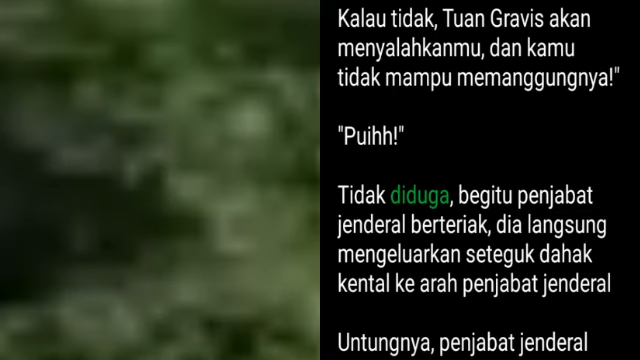 Kalau tidak, Tuan Gravis akan
menyalahkanmu, dan kamu
tidak mampu memanggungnya!"
"Puihh!"
Tidak diduga, begitu penjabat
jenderal berteriak, dia langsung
mengeluarkan seteguk dahak
kental ke arah penjabat jenderal
Untungnya, penjabat jenderal